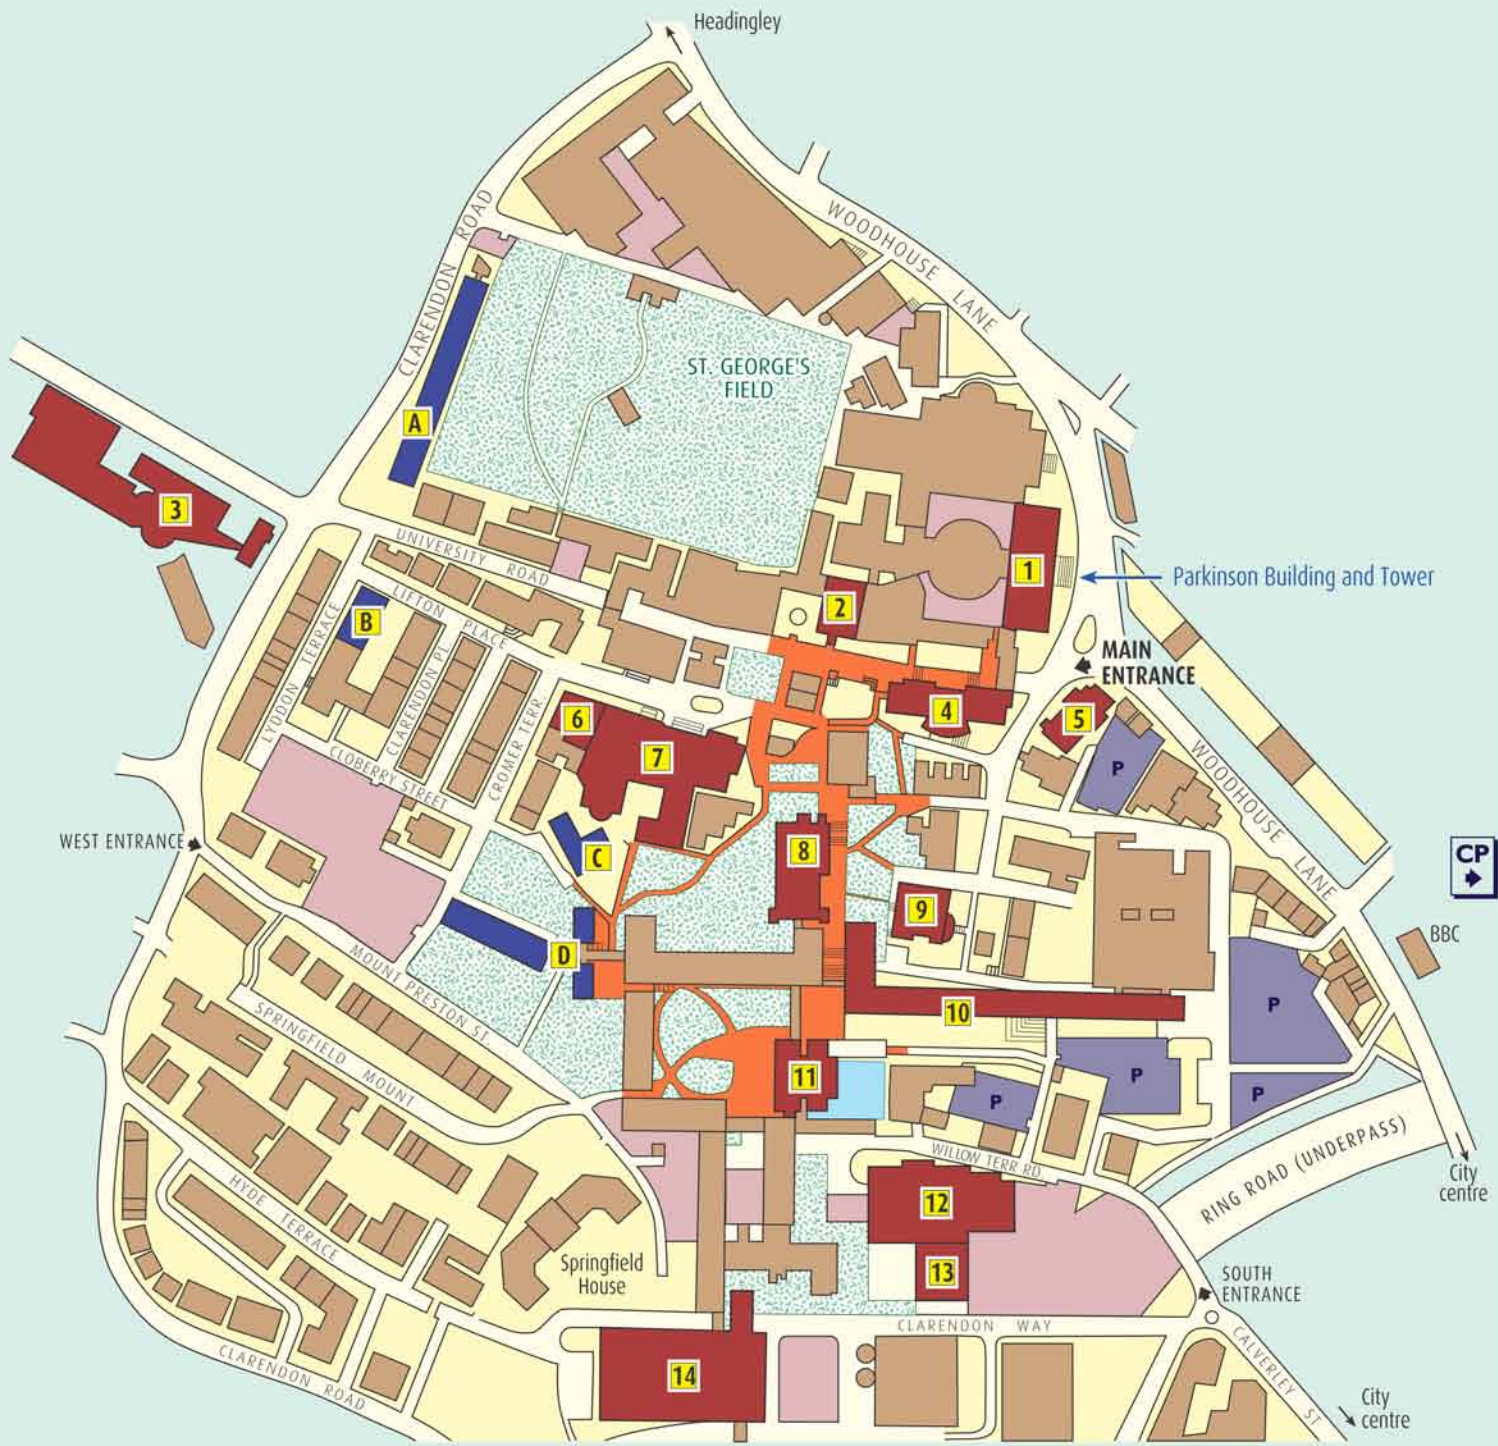 Headingley
WOODHOUSE
LANE
CLARENDON ROAD
ST. GEORGE'S
FIELD
A
3
UNIVERSITY ROAD
1
Parkinson Building and Tower
2
B
LIFTON PLACE
LYDDON TERRACE
CLARENDON PL.
MAIN
ENTRANCE
4
5
6
7
CROMER TERR.
CLOBERRY STREET
P
WOODHOUSE LANE
WEST ENTRANCE
C
8
CP
9
BBC
D
MOUNT PRESTON ST.
10
P
SPRINGFIELD MOUNT
11
P
P
P
WILLOW TERR RD.
RING ROAD (UNDERPASS)
City
centre
12
HYDE TERRACE
Springfield
House
13
SOUTH
ENTRANCE
CLARENDON WAY
CALVERLEY ST.
CLARENDON ROAD
14
City
centre